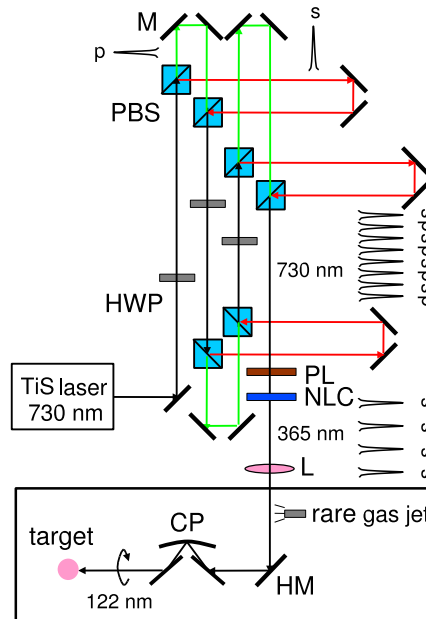 M
s
p
PBS
spspspsp
730 nm
HWP
TiS laser
730 nm
PL
NLC
365 nm
s
s
s
s
L
rare gas jet
CP
target
122 nm
HM